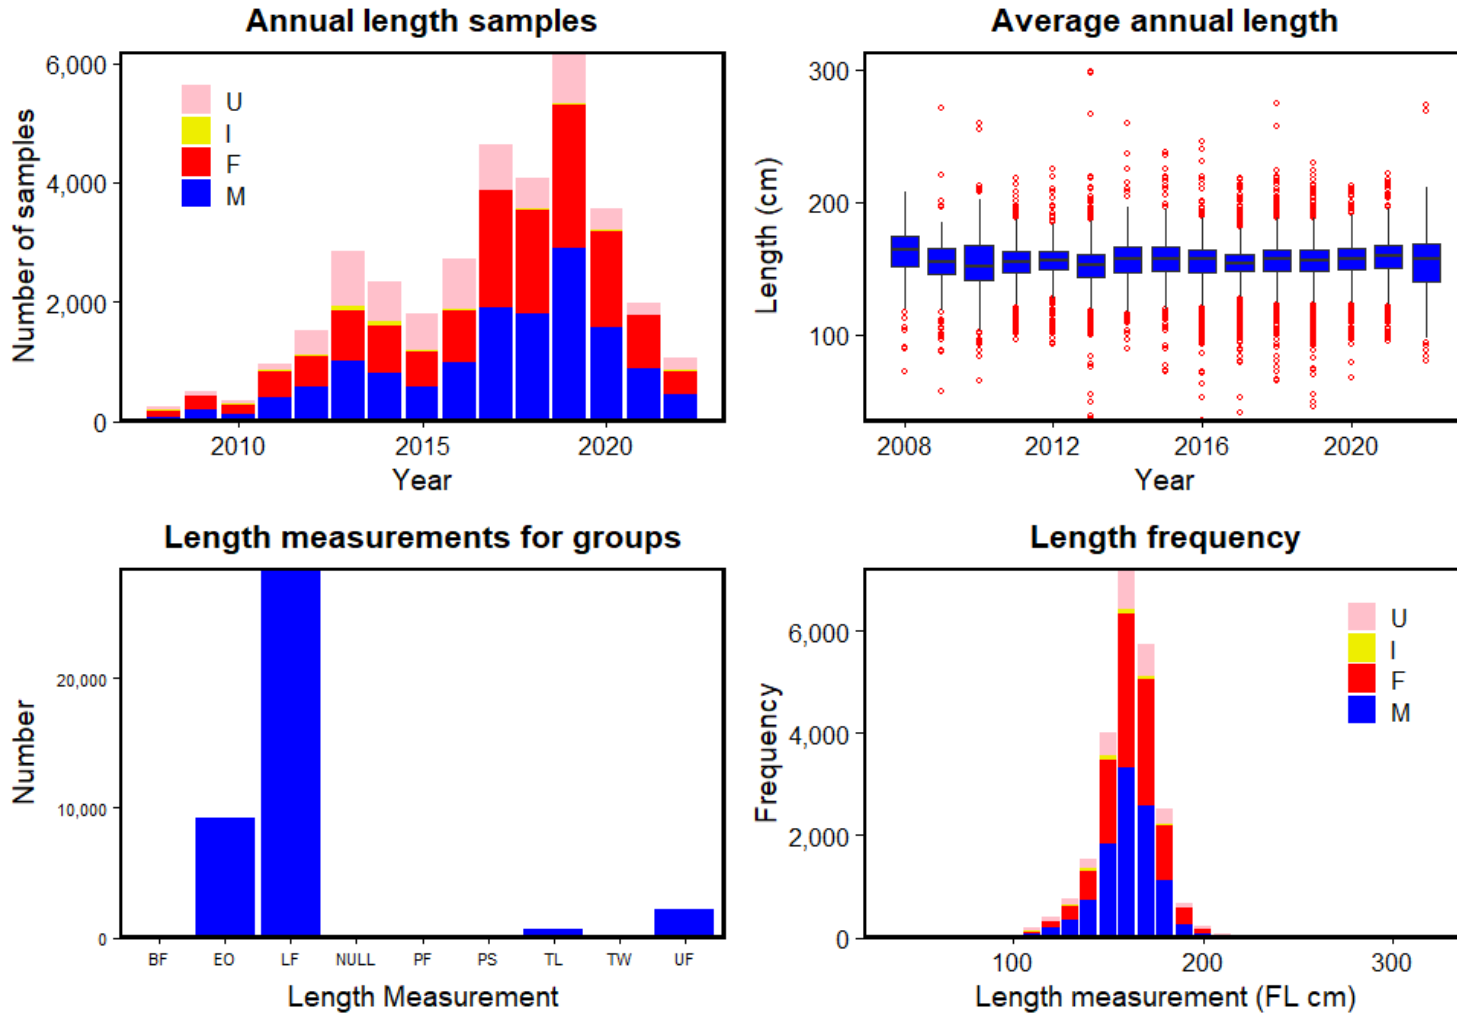 Annual length samples
Number of samples
6,000
4,000
2,000
0
U
I
F
M
2010 2015 2020
Year
Average annual length
Length (cm)
300
200
100
2008 2012 2016 2020
Year
Length measurements for groups
Number
20,000
10,000
0
BF EO LF NULL PF PS TL TW UF
Length Measurement
Length frequency
Frequency
6,000
4,000
2,000
0
U
I
F
M
100 200 300
Length measurement (FL cm)